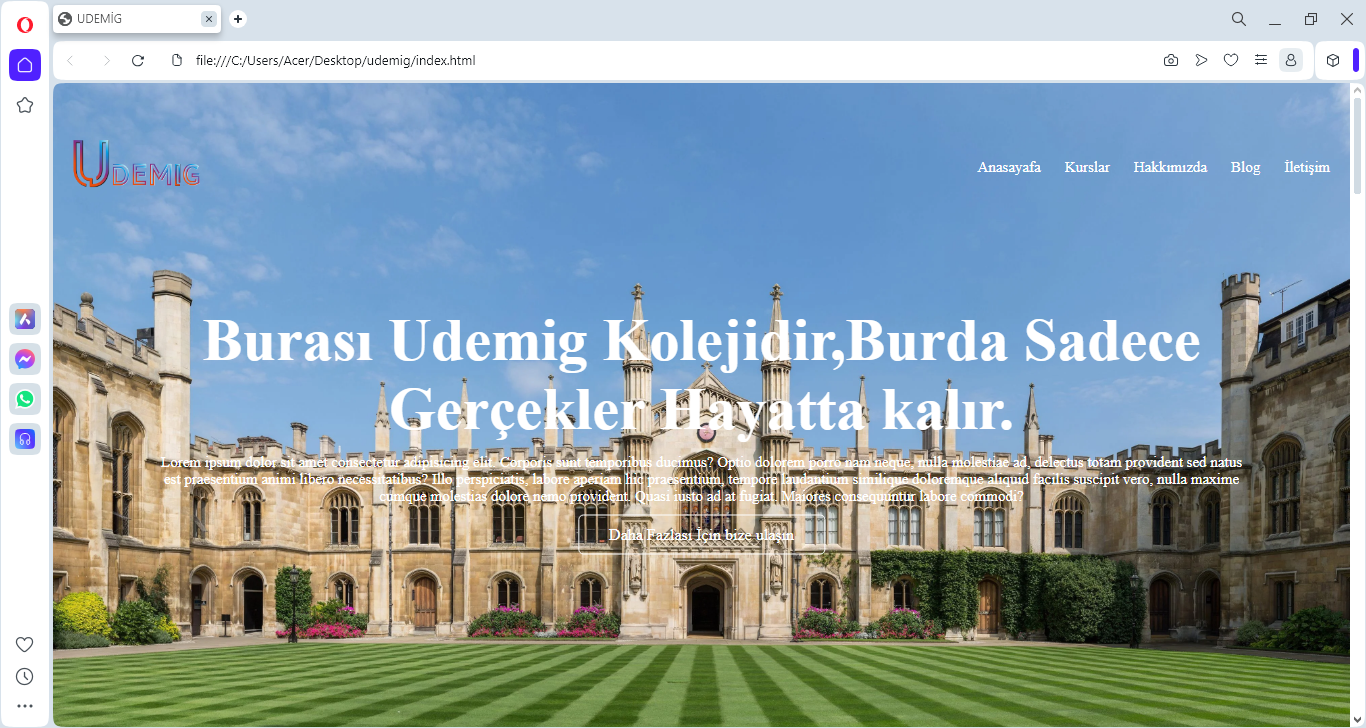 UDEMİG
file:///C:/Users/Acer/Desktop/udemig/index.html
UDEMIG
Anasayafa Kurslar Hakkımızda Blog İletişim
Burası Udemig Kolejidir,Burda Sadece
Gerçekler Hayatta kalır.
Lorem ipsum dolor sit amet consectetur adipisicing elit. Corporis sunt temporibus ducimus? Optio dolorem porro nam neque, nulla molestiae ad, delectus totam provident sed natus
est praesentium animi libero necessitatibus? Illo perspiciatis, labore aperiam hic praesentium, tempore laudantium similique doloremque aliquid facilis suscipit vero, nulla maxime
cumque molestias dolore nemo provident. Quasi iusto ad at fugiat. Maiores consequuntur labore commodi?
Daha Fazlası İçin bize ulaşın